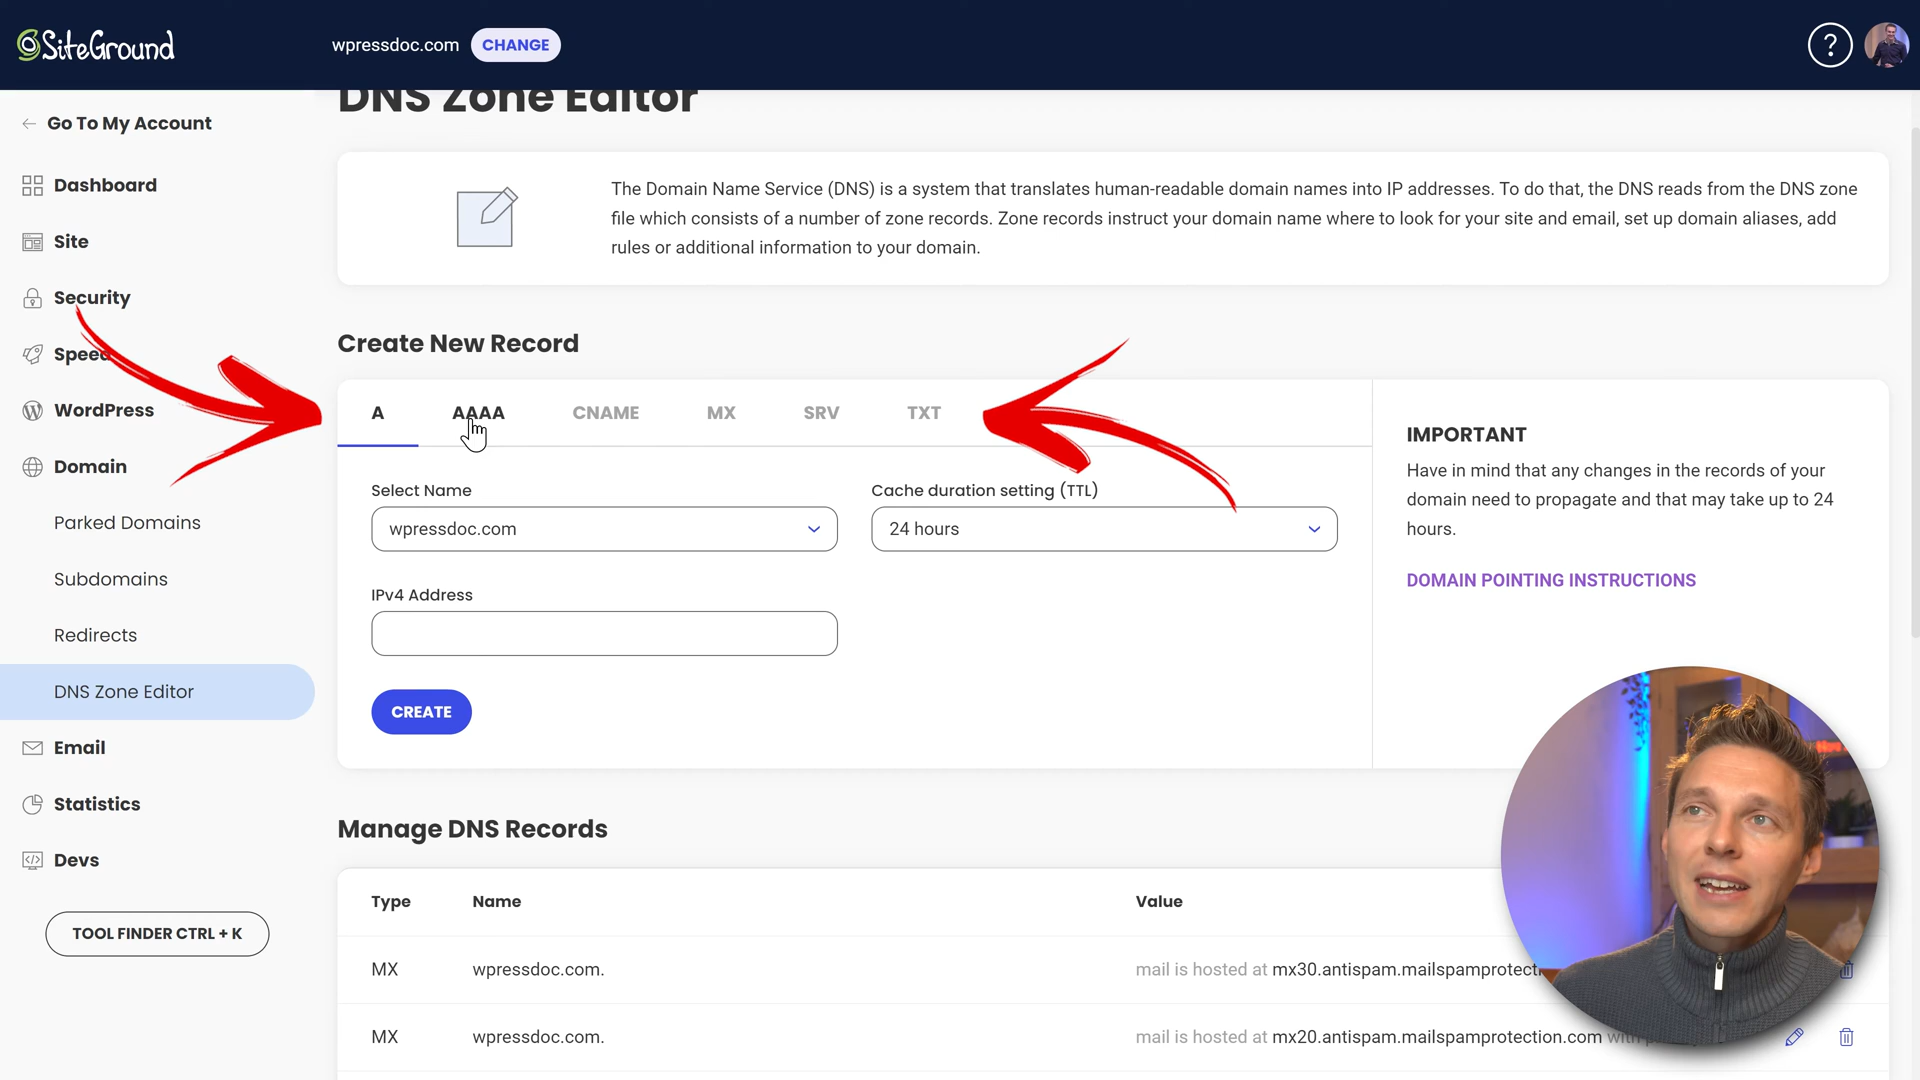 SiteGround
wpressdoc.com CHANGE
?
DNS Zone Editor
Go To My Account
Dashboard
Site
Security
Speed
WordPress
Domain
Parked Domains
Subdomains
Redirects
DNS Zone Editor
Email
Statistics
Devs
TOOL FINDER CTRL + K
The Domain Name Service (DNS) is a system that translates human-readable domain names into IP addresses. To do that, the DNS reads from the DNS zone
file which consists of a number of zone records. Zone records instruct your domain name where to look for your site and email, set up domain aliases, add
rules or additional information to your domain.
Create New Record
A AAAA CNAME MX SRV TXT
Select Name
wpressdoc.com
Cache duration setting (TTL)
24 hours
IPv4 Address
CREATE
IMPORTANT
Have in mind that any changes in the records of your
domain need to propagate and that may take up to 24
hours.
DOMAIN POINTING INSTRUCTIONS
Manage DNS Records
Type Name Value
MX wpressdoc.com. mail is hosted at mx30.antispam.mailspamprotecti
MX wpressdoc.com. mail is hosted at mx20.antispam.mailspamprotection.com